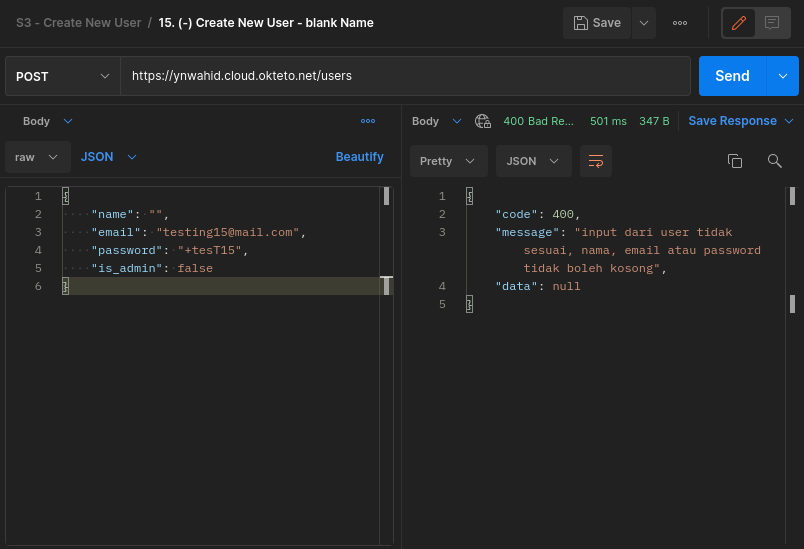 S3 - Create New User / 15. (-) Create New User - blank Name
Save
POST
https://ynwahid.cloud.okteto.net/users
Send
Body
raw
JSON
Beautify
1 {
2 "name": "",
3 "email": "testing15@mail.com",
4 "password": "+tesT15",
5 "is_admin": false
6 }
Body
400 Bad Re...
501 ms
347 B
Save Response
Pretty
JSON
1 {
2 "code": 400,
3 "message": "input dari user tidak
sesuai, nama, email atau password
tidak boleh kosong",
4 "data": null
5 }